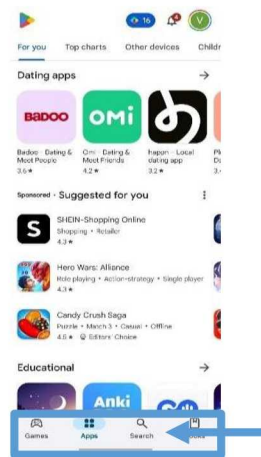 16
V
For you Top charts Other devices Childr
Dating apps
BADOO
OMi
Badoo - Dating & Meet People
3.6★
Omi - Dating & Meet Friends
4.2★
hapon - Local dating app
3.2★
3.
Sponsored · Suggested for you
S
SHEIN-Shopping Online
Shopping • Retailer
4.3★
Hero Wars: Alliance
Role playing • Action-strategy • Single player
4.3★
Candy Crush Saga
Puzzle • Match 3 • Casual • Offline
4.6★ Editors' Choice
Educational
Anki
Games Apps Search